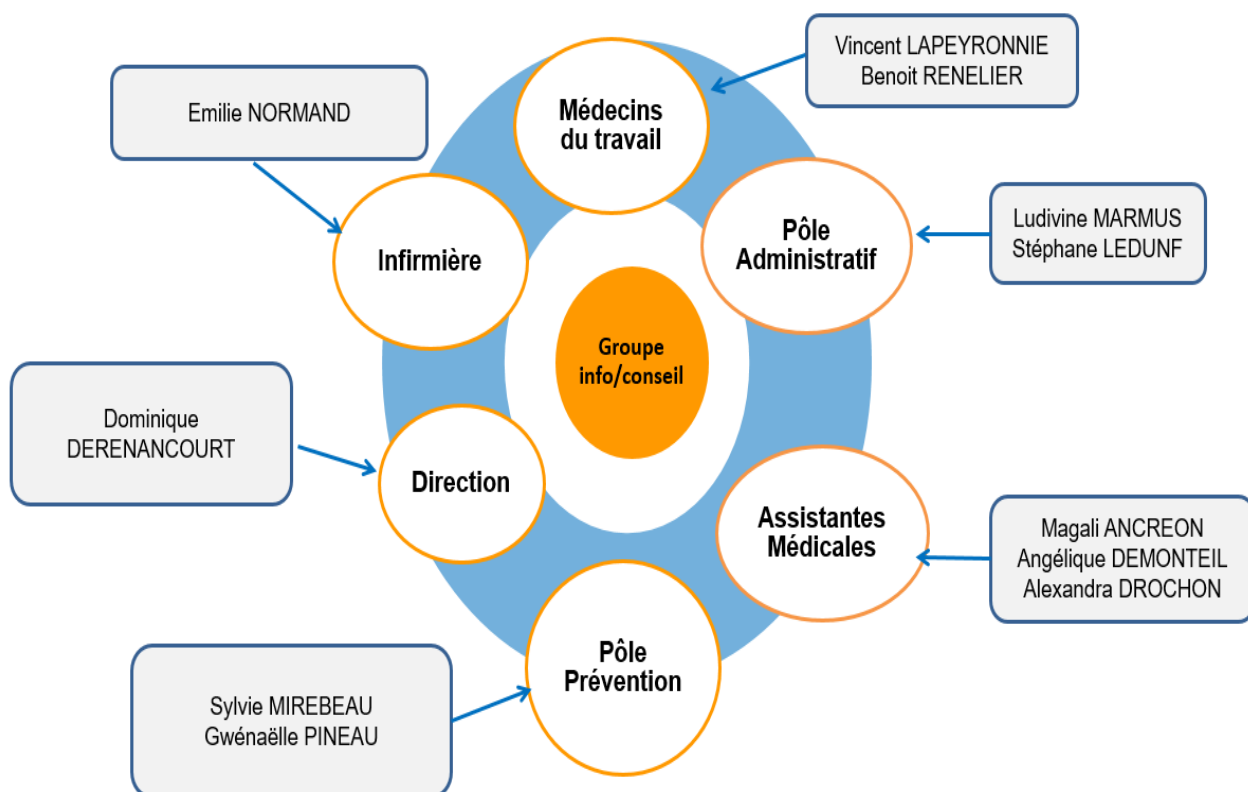 Vincent LAPEYRONNIE
Benoit RENELIER
Emilie NORMAND
Médecins
du travail
Ludivine MARMUS
Stéphane LEDUNF
Pôle
Administratif
Infirmière
Groupe
info/conseil
Dominique
DERENANCOURT
Direction
Assistantes
Médicales
Magali ANCREON
Angélique DEMONTEIL
Alexandra DROCHON
Pôle
Prévention
Sylvie MIREBEAU
Gwénaëlle PINEAU